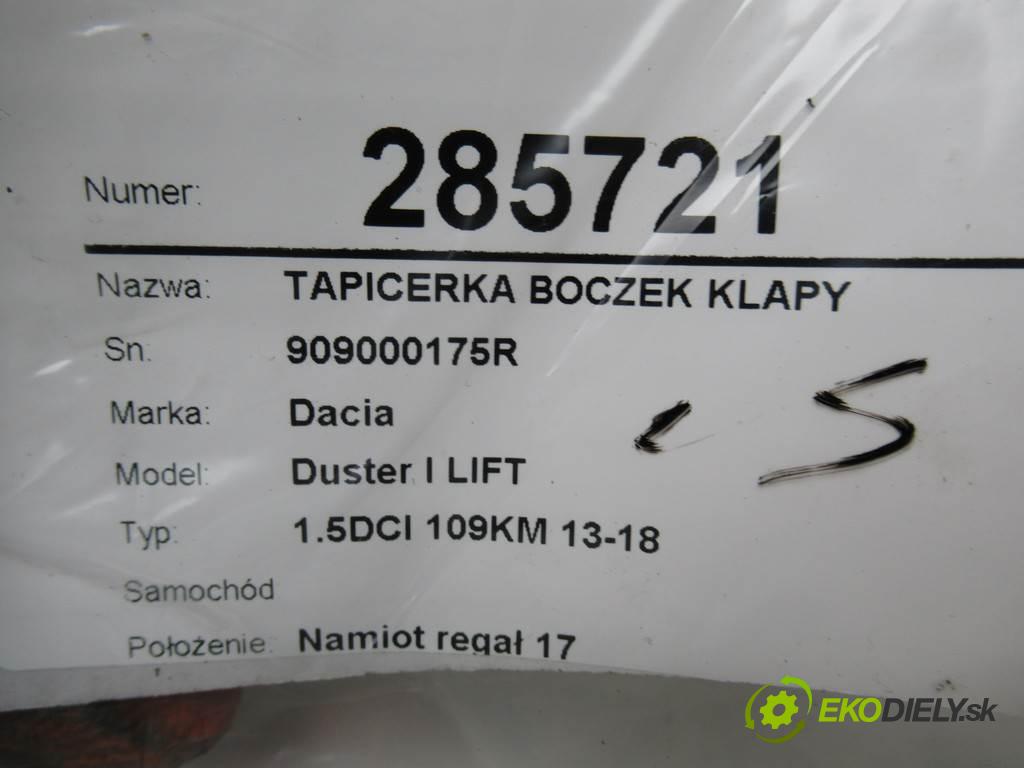 Numer: 285721
Nazwa: TAPICERKA BOCZEK KLAPY
Sn: 909000175R
Marka: Dacia
Model: Duster I LIFT
Typ: 1.5DCI 109KM 13-18
Samochód
Położenie: Namiot regał 17
EKODIELY.sk